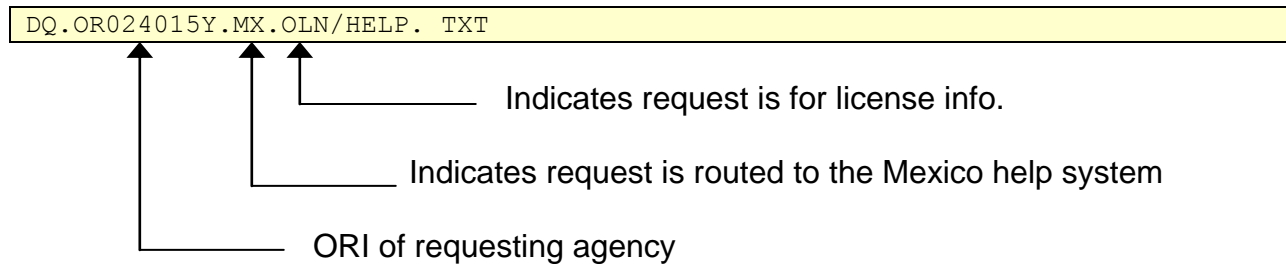 DQ.OR024015Y.MX.OLN/HELP. TXT
Indicates request is for license info.
Indicates request is routed to the Mexico help system
ORI of requesting agency